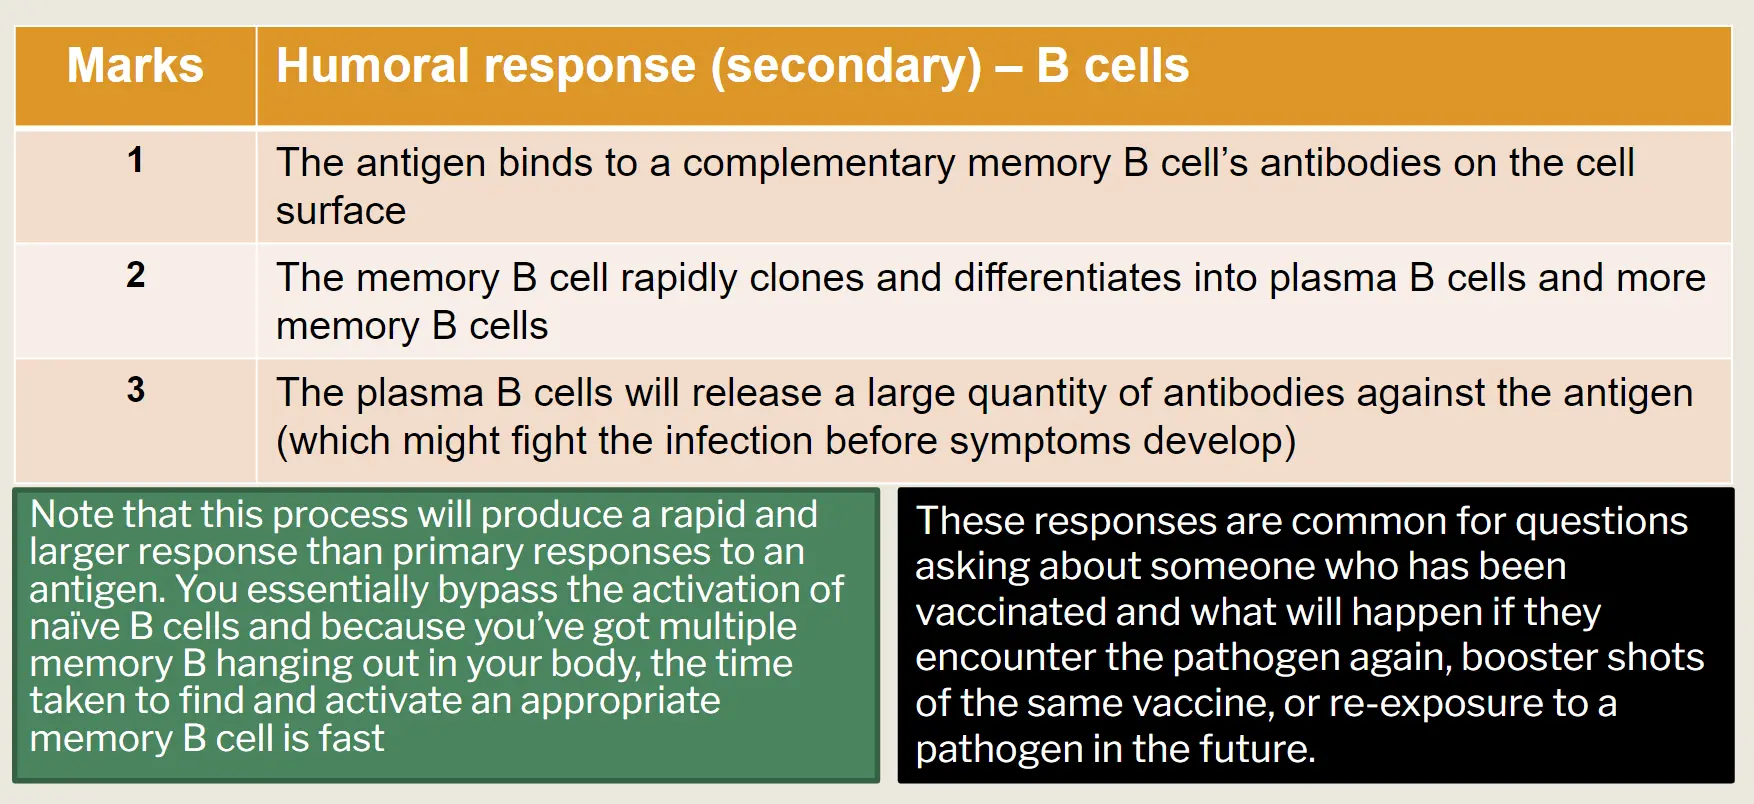 Marks
Humoral response (secondary) – B cells
1
The antigen binds to a complementary memory B cell’s antibodies on the cell
surface
2
The memory B cell rapidly clones and differentiates into plasma B cells and more
memory B cells
3
The plasma B cells will release a large quantity of antibodies against the antigen
(which might fight the infection before symptoms develop)
Note that this process will produce a rapid and
larger response than primary responses to an
antigen. You essentially bypass the activation of
naïve B cells and because you’ve got multiple
memory B hanging out in your body, the time
taken to find and activate an appropriate
memory B cell is fast
These responses are common for questions
asking about someone who has been
vaccinated and what will happen if they
encounter the pathogen again, booster shots
of the same vaccine, or re-exposure to a
pathogen in the future.